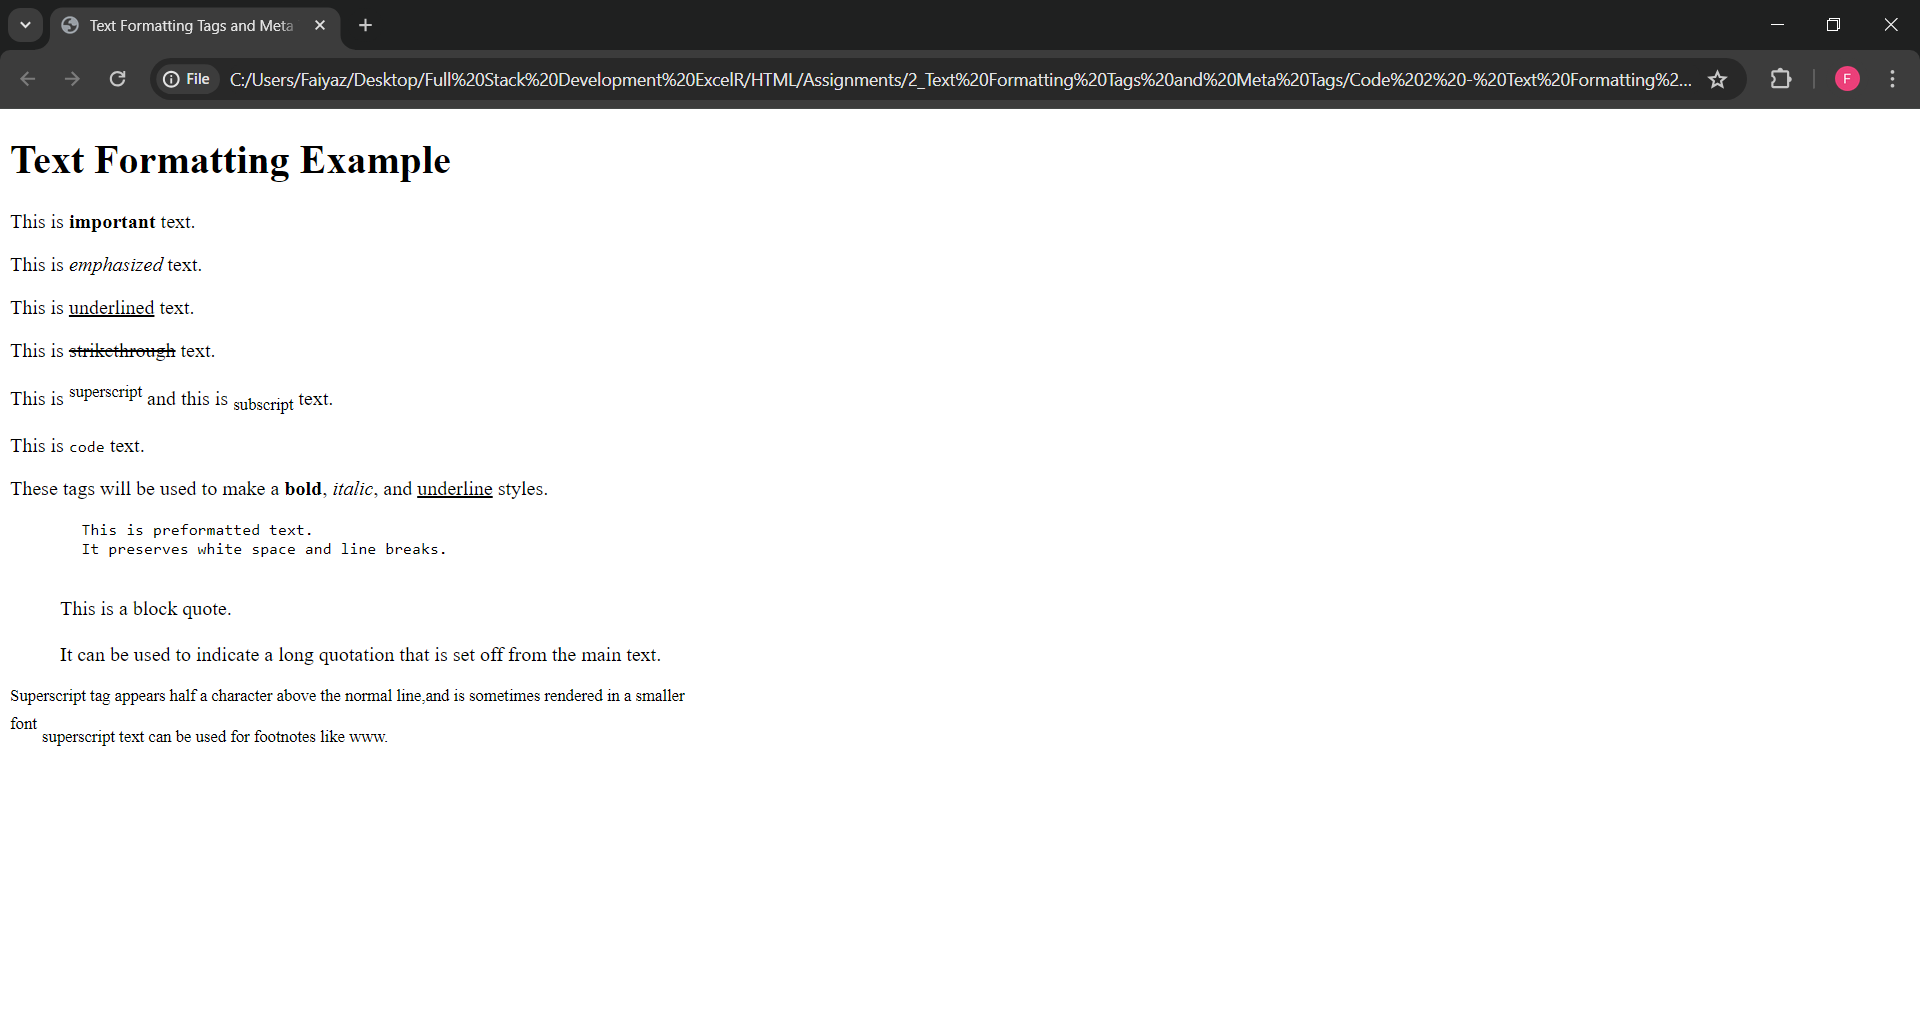 Text Formatting Tags and Meta
File
C:/Users/Faiyaz/Desktop/Full%20Stack%20Development%20ExcelR/HTML/Assignments/2_Text%20Formatting%20Tags%20and%20Meta%20Tags/Code%202%20-%20Text%20Formatting%2...
F
Text Formatting Example
This is important text.
This is emphasized text.
This is underlined text.
This is strikethrough text.
This is superscript and this is subscript text.
This is code text.
These tags will be used to make a bold, italic, and underline styles.
This is preformatted text.
It preserves white space and line breaks.
This is a block quote.
It can be used to indicate a long quotation that is set off from the main text.
Superscript tag appears half a character above the normal line,and is sometimes rendered in a smaller
font superscript text can be used for footnotes like www.